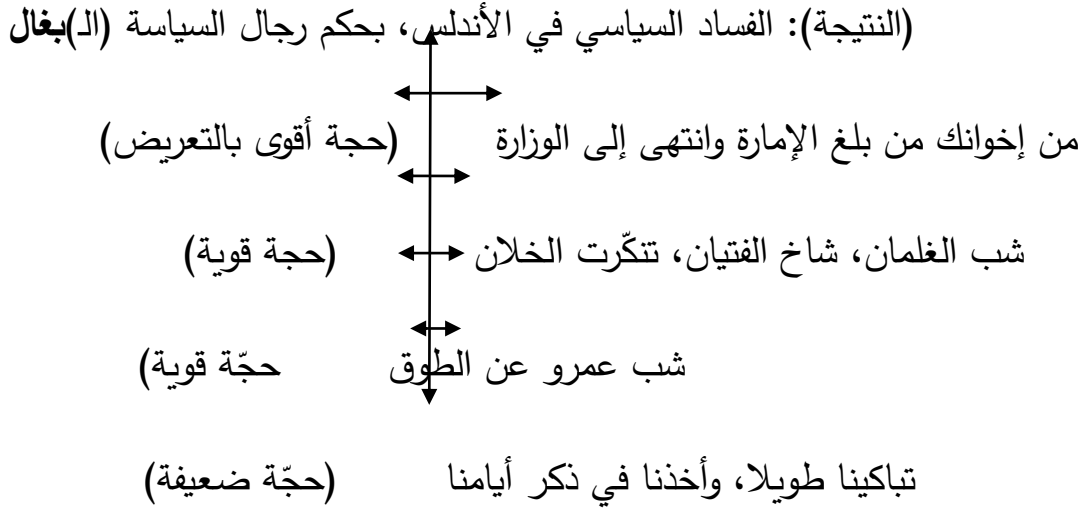 (النتيجة): الفساد السياسي في الأندلس، بحكم رجال السياسة (الـ)بغال
من إخوانك من بلغ الإمارة وانتهى إلى الوزارة (حجة أقوى بالتعريض)
شب الغلمان، شاخ الفتيان، تنكّرت الخلان (حجة قوية)
شب عمرو عن الطوق حجّة قوية)
تباكينا طويلا، وأخذنا في ذكر أيامنا (حجّة ضعيفة)